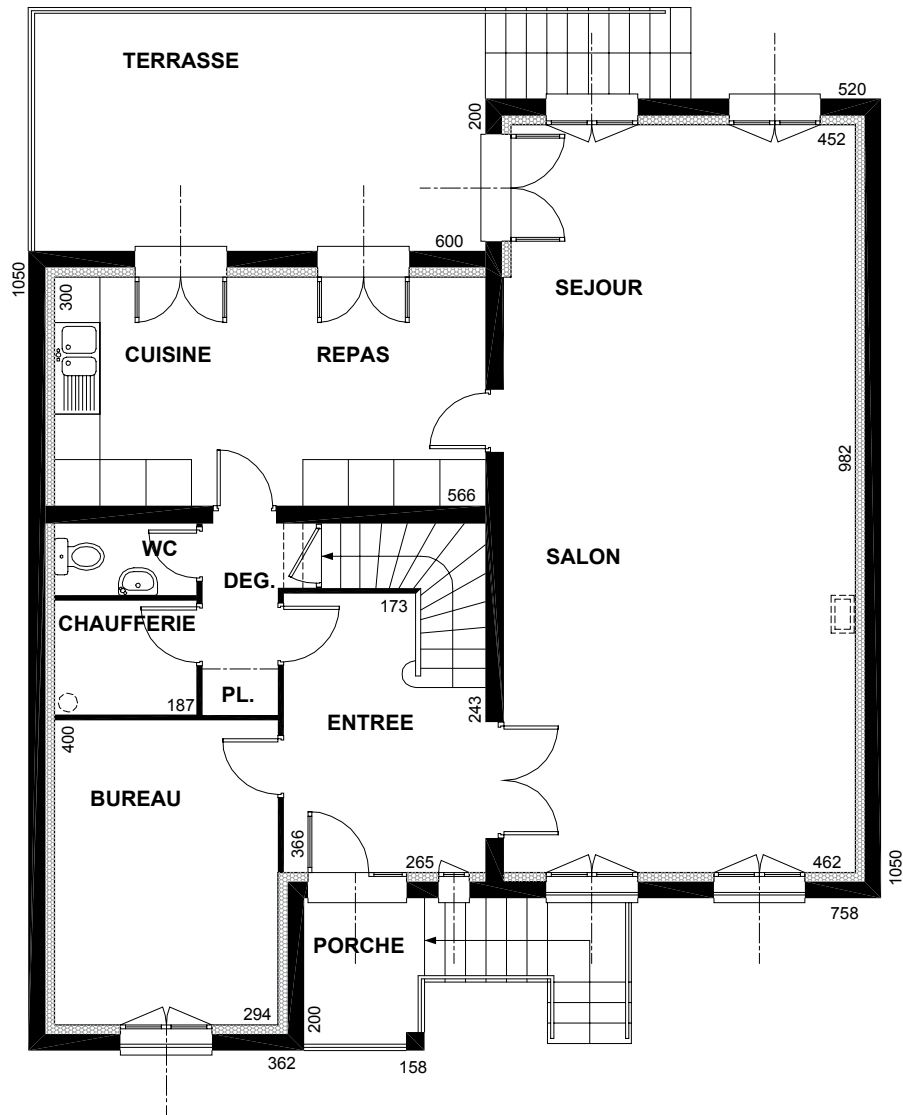 TERRASSE
520
200
452
600
1050
300
SEJOUR
CUISINE
REPAS
982
566
WC
SALON
DEG.
173
CHAUFFERIE
PL.
187
243
ENTREE
400
BUREAU
366
265
462
1050
758
PORCHE
294
200
362
158